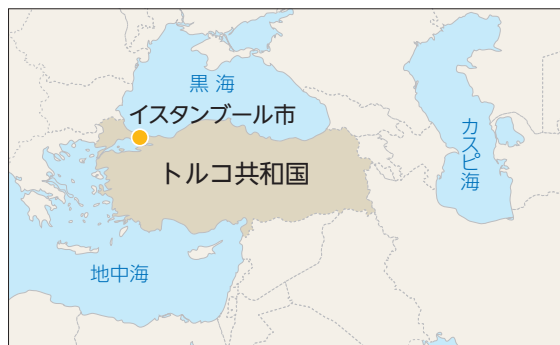 黒 海
イスタンブール市
トルコ共和国
カスピ海
地中海